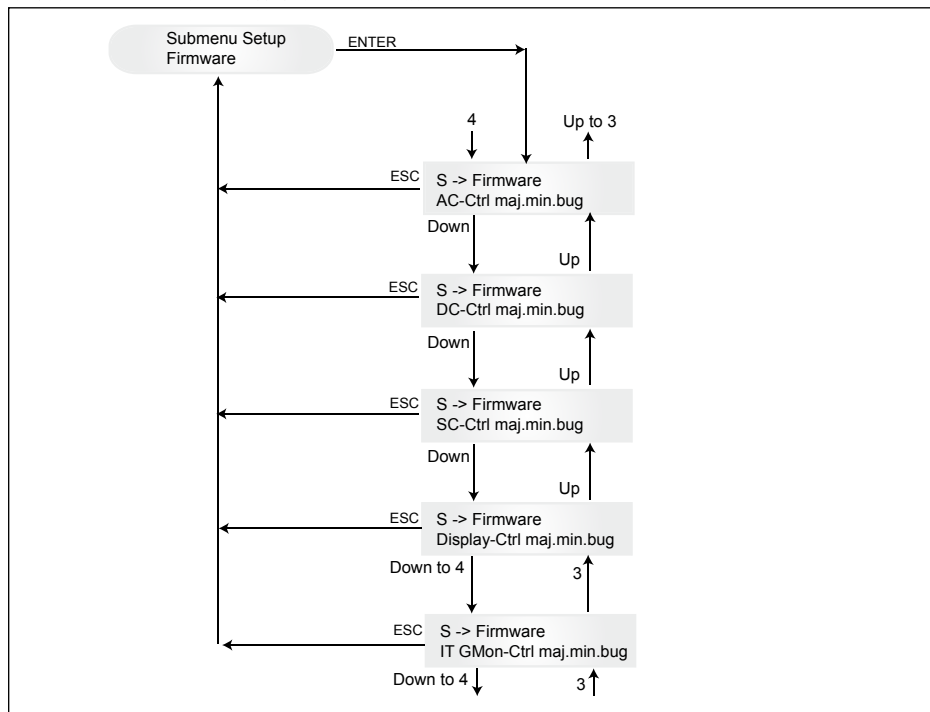 Submenu Setup
Firmware
ENTER
4
Up to 3
ESC
S -> Firmware
AC-Ctrl maj.min.bug
Down
Up
ESC
S -> Firmware
DC-Ctrl maj.min.bug
Down
Up
ESC
S -> Firmware
SC-Ctrl maj.min.bug
Down
Up
ESC
S -> Firmware
Display-Ctrl maj.min.bug
Down to 4
3
ESC
S -> Firmware
IT GMon-Ctrl maj.min.bug
Down to 4
3